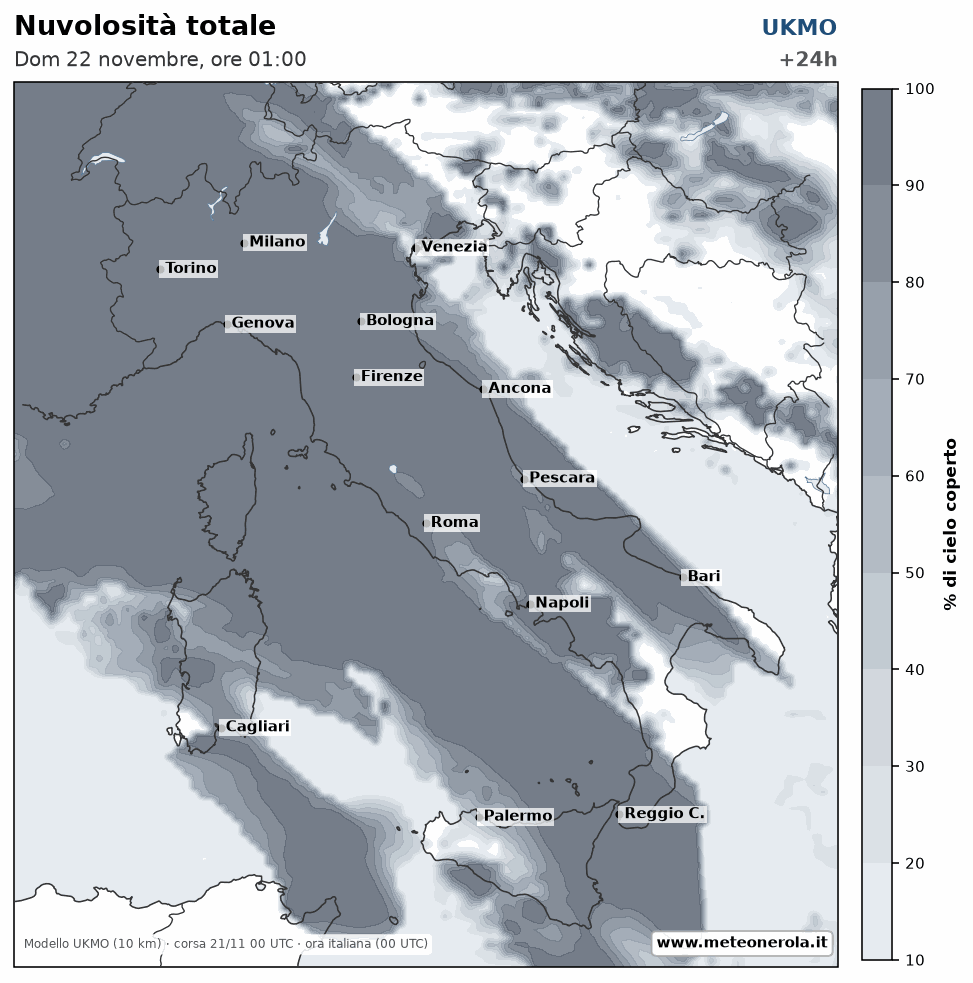 Nuvolosità totale
UKMO
Dom 22 novembre, ore 01:00
+24h
100
90
80
70
60
50
40
30
20
10
% di cielo coperto
Milano
Venezia
Torino
Genova
Bologna
Firenze
Ancona
Pescara
Roma
Bari
Napoli
Cagliari
Palermo
Reggio C.
Modello UKMO (10 km) · corsa 21/11 00 UTC · ora italiana (00 UTC)
www.meteonerola.it